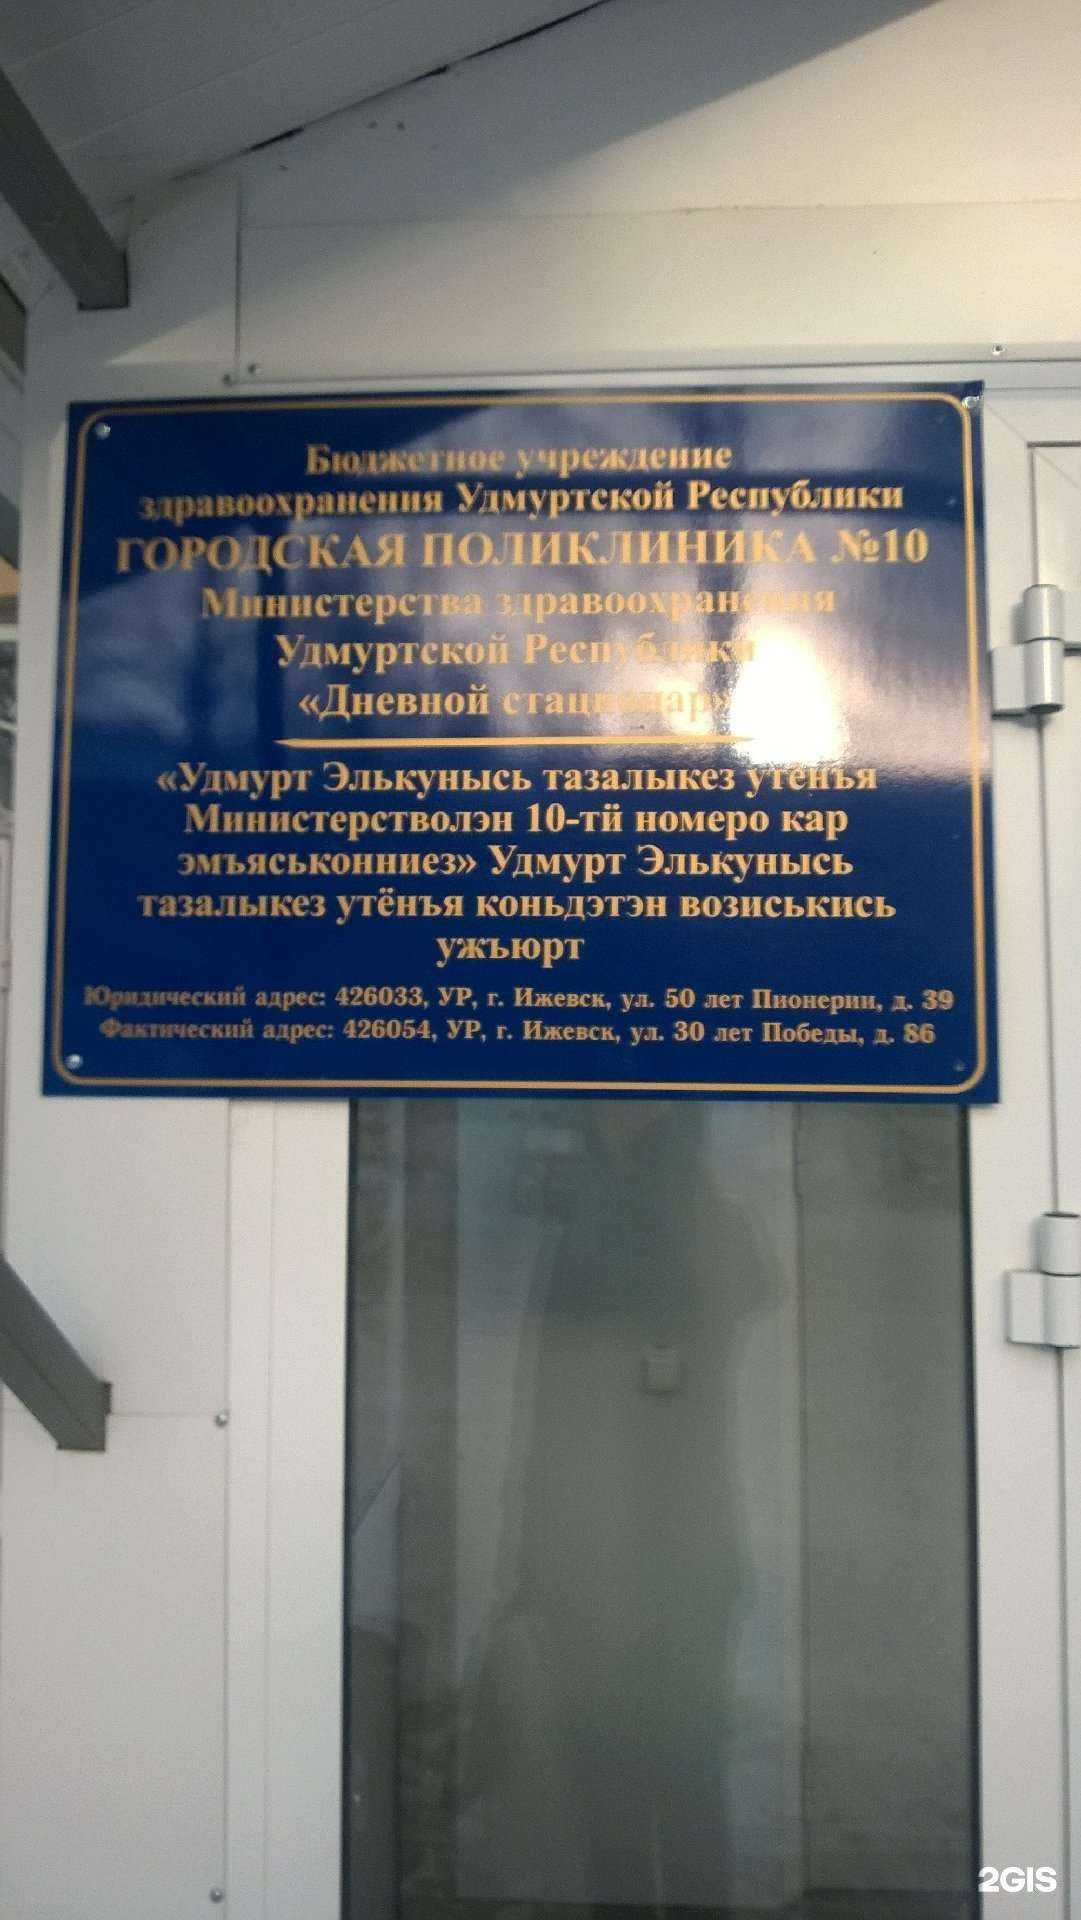 Бюджетное учреждение
здравоохранения Удмуртской Республики
ГОРОДСКАЯ ПОЛИКЛИНИКА №10
Министерства здравоохранения
Удмуртской Республики
«Дневной стационар»
«Удмурт Элькунысь тазалыкез утёнъя
Министерстволэн 10-тӥ номеро кар
эмъяськонниез» Удмурт Элькунысь
тазалыкез утёнъя коньдэтэн возиськись
ужъюрт
Юридический адрес: 426033, УР, г. Ижевск, ул. 50 лет Пионерии, д. 39
Фактический адрес: 426054, УР, г. Ижевск, ул. 30 лет Победы, д. 86
2GIS